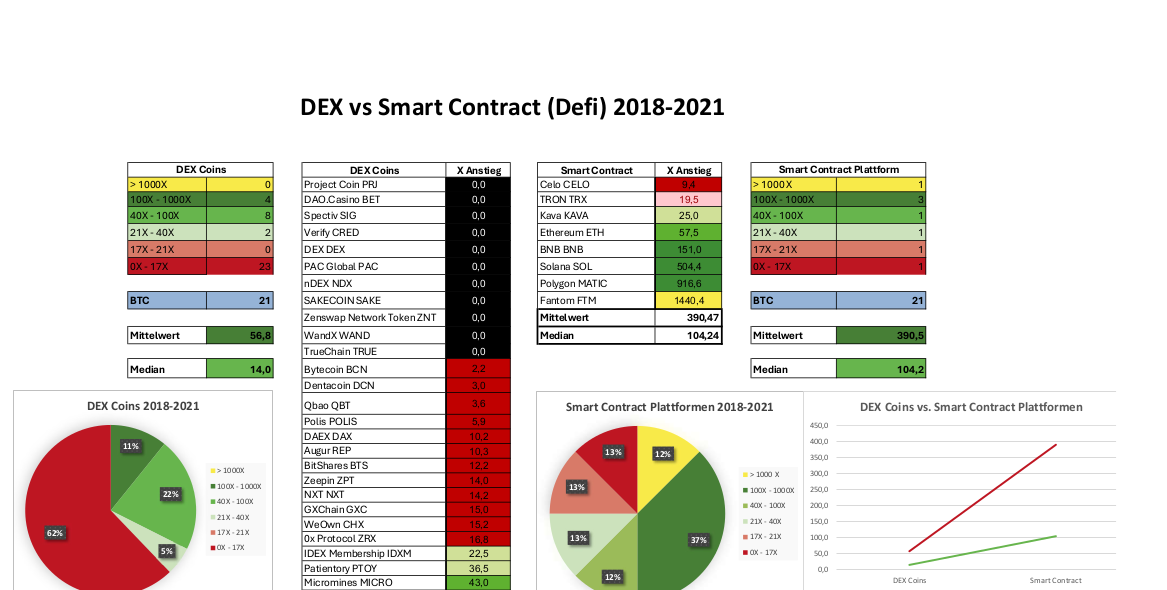 DEX vs Smart Contract (Defi) 2018-2021
DEX Coins
> 1000X 0
100X - 1000X 4
40X - 100X 8
21X - 40X 2
17X - 21X 0
0X - 17X 23
BTC 21
Mittelwert 56,8
Median 14,0
DEX Coins X Anstieg
Project Coin PRJ 0,0
DAO.Casino BET 0,0
Spectiv SIG 0,0
Verify CRED 0,0
DEX DEX 0,0
PAC Global PAC 0,0
nDEX NDX 0,0
SAKECOIN SAKE 0,0
Zenswap Network Token ZNT 0,0
WandX WAND 0,0
TrueChain TRUE 0,0
Bytecoin BCN 2,2
Dentacoin DCN 3,0
Qbao QBT 3,6
Polis POLIS 5,9
DAEX DAX 10,2
Augur REP 10,3
BitShares BTS 12,2
Zeepin ZPT 14,0
NXT NXT 14,2
GXChain GXC 15,0
WeOwn CHX 15,2
0x Protocol ZRX 16,8
IDEX Membership IDXM 22,5
Patientory PTOY 36,5
Micromines MICRO 43,0
Smart Contract X Anstieg
Celo CELO 9,4
TRON TRX 19,5
Kava KAVA 25,0
Ethereum ETH 57,5
BNB BNB 151,0
Solana SOL 504,4
Polygon MATIC 916,6
Fantom FTM 1440,4
Mittelwert 390,47
Median 104,24
Smart Contract Plattform
> 1000X 1
100X - 1000X 3
40X - 100X 1
21X - 40X 1
17X - 21X 1
0X - 17X 1
BTC 21
Mittelwert 390,5
Median 104,2
DEX Coins 2018-2021
11%
22%
5%
62%
> 1000X
100X - 1000X
40X - 100X
21X - 40X
17X - 21X
0X - 17X
Smart Contract Plattformen 2018-2021
13%
12%
13%
37%
13%
12%
> 1000 X
100X - 1000X
40X - 100X
21X - 40X
17X - 21X
0X - 17X
DEX Coins vs. Smart Contract Plattformen
450,0
400,0
350,0
300,0
250,0
200,0
150,0
100,0
50,0
0,0
DEX Coins
Smart Contract